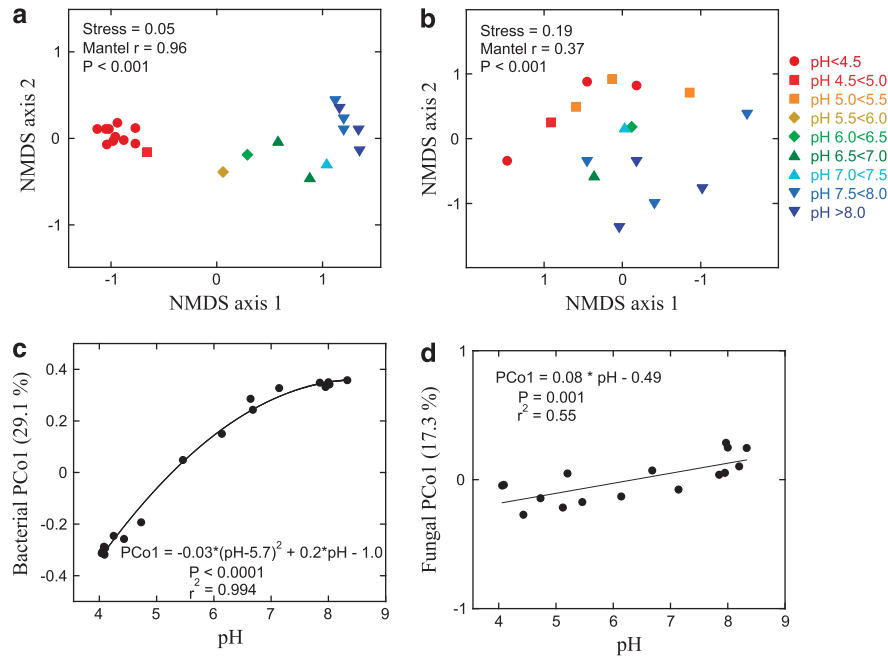 a
Stress = 0.05
Mantel r = 0.96
P < 0.001
1
0
-1
NMDS axis 2
-1
0
1
NMDS axis 1
b
Stress = 0.19
Mantel r = 0.37
P < 0.001
1
0
-1
NMDS axis 2
1
0
-1
NMDS axis 1
pH<4.5
pH 4.5<5.0
pH 5.0<5.5
pH 5.5<6.0
pH 6.0<6.5
pH 6.5<7.0
pH 7.0<7.5
pH 7.5<8.0
pH >8.0
c
0.4
0.2
0
-0.2
-0.4
Bacterial PCo1 (29.1 %)
PCo1 = -0.03*(pH-5.7)² + 0.2*pH - 1.0
P < 0.0001
r² = 0.994
4
5
6
7
8
9
pH
d
PCo1 = 0.08 * pH - 0.49
P = 0.001
r² = 0.55
1
0
-1
Fungal PCo1 (17.3 %)
4
5
6
7
8
9
pH